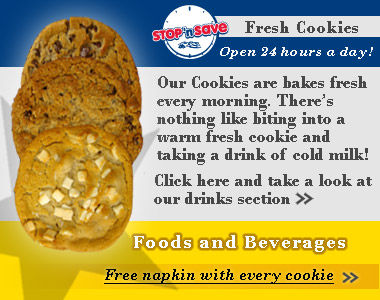 STOP 'n Save Fresh Cookies
Open 24 hours a day!
Our Cookies are bakes fresh
every morning. There's
nothing like biting into a
warm fresh cookie and
taking a drink of cold milk!
Click here and take a look at
our drinks section >>
Foods and Beverages
Free napkin with every cookie >>